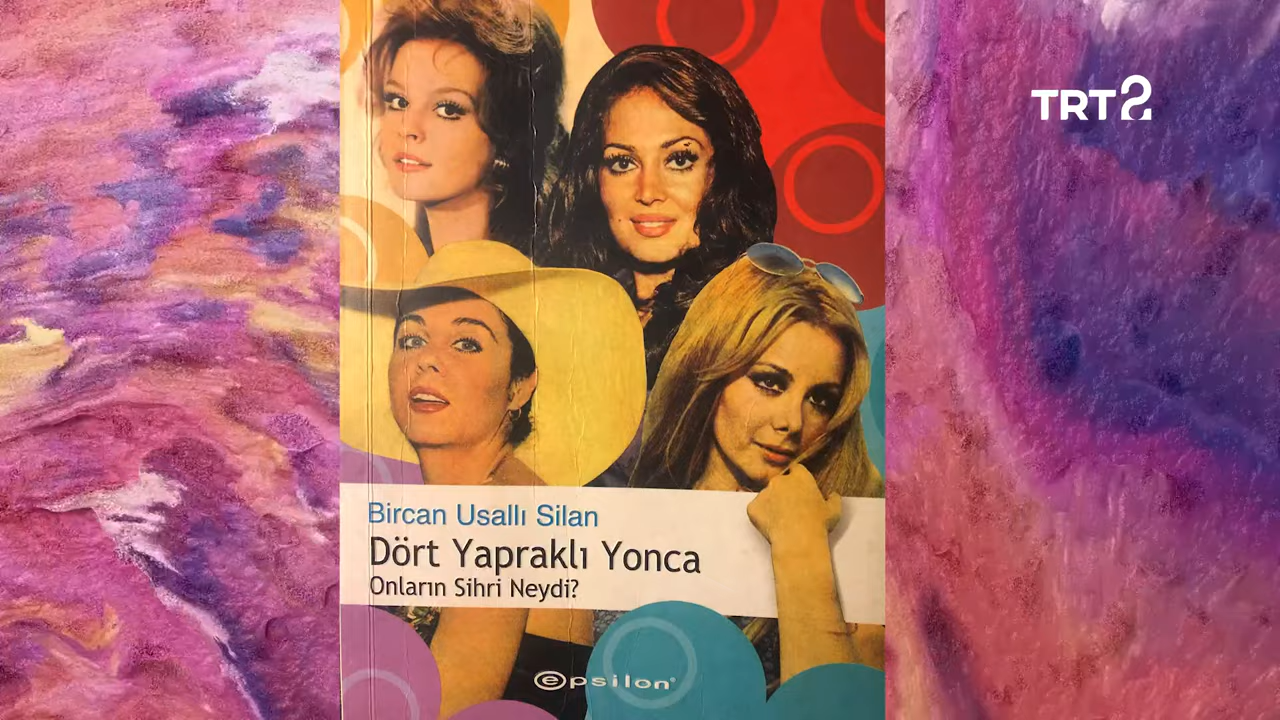 TRT2
Bircan Usallı Silan
Dört Yapraklı Yonca
Onların Sihri Neydi?
epsilon®